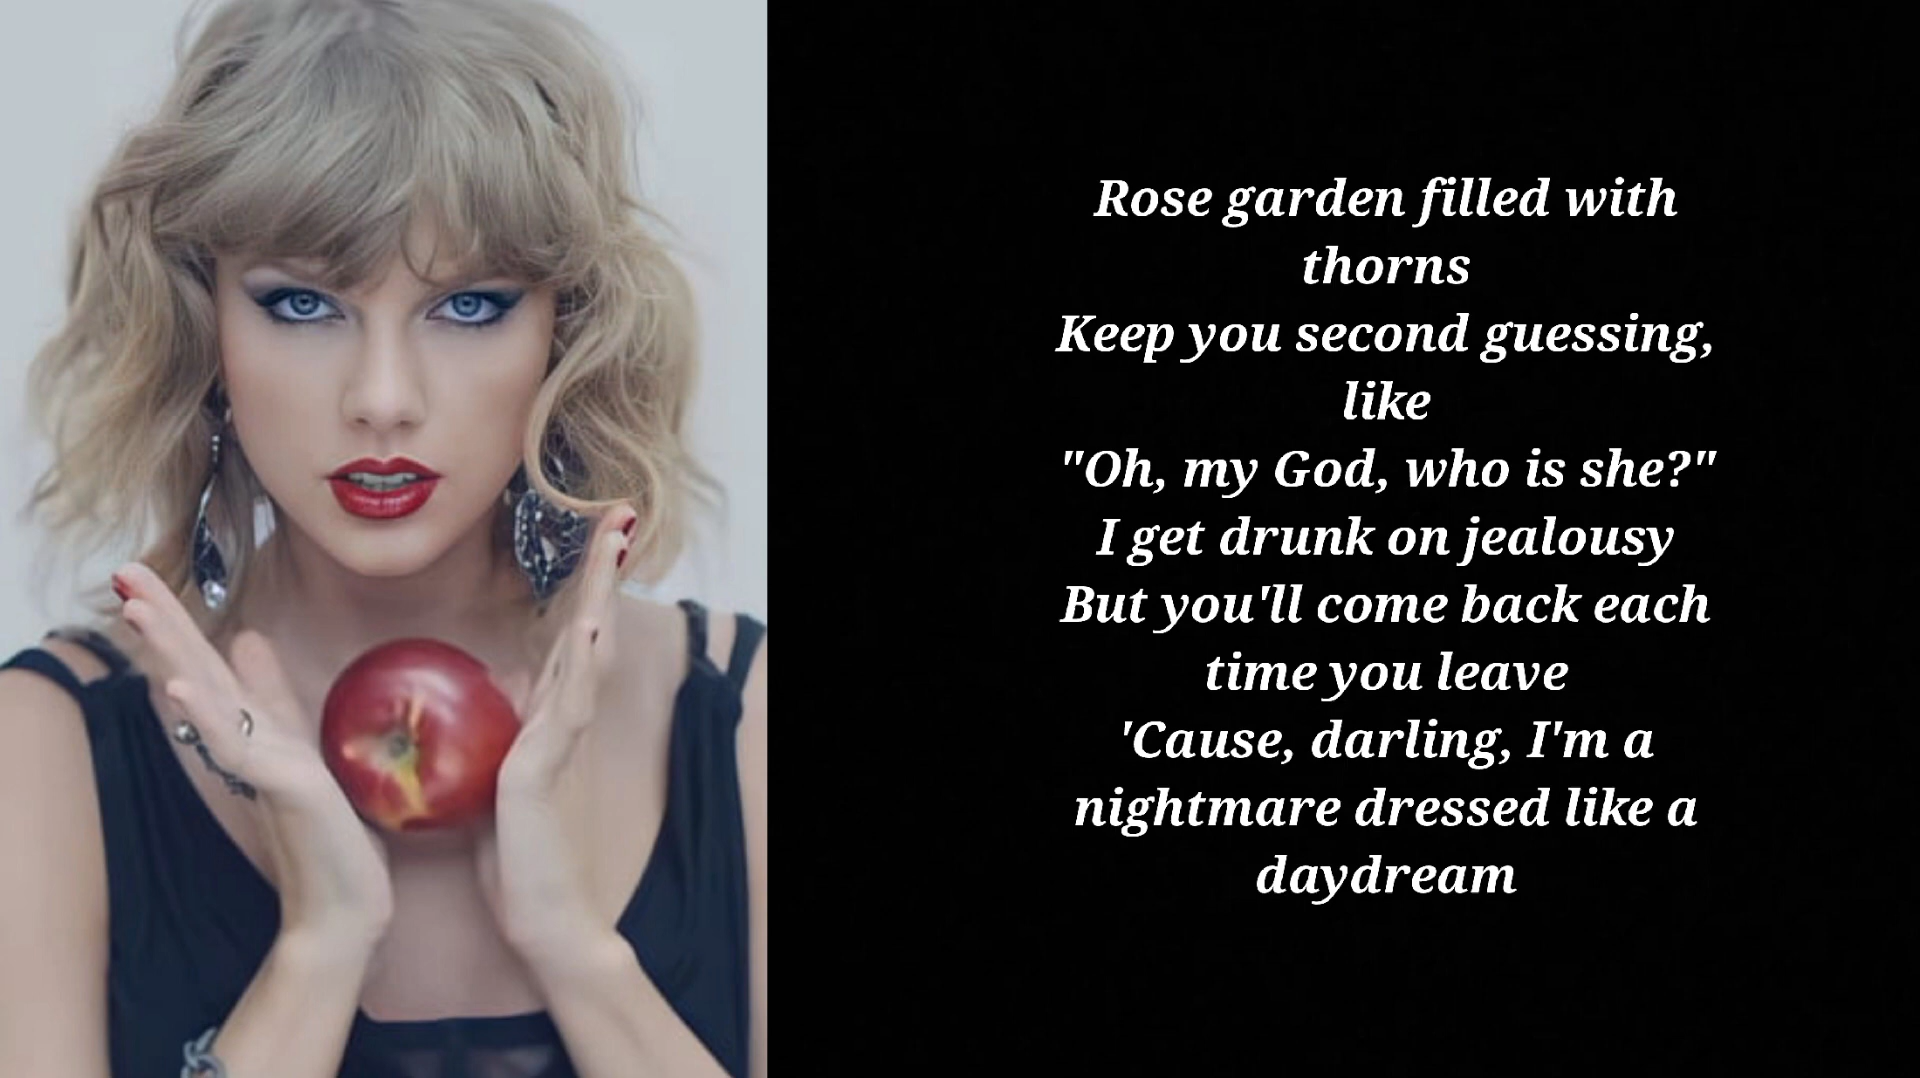 Rose garden filled with
thorns
Keep you second guessing,
like
"Oh, my God, who is she?"
I get drunk on jealousy
But you'll come back each
time you leave
'Cause, darling, I'm a
nightmare dressed like a
daydream